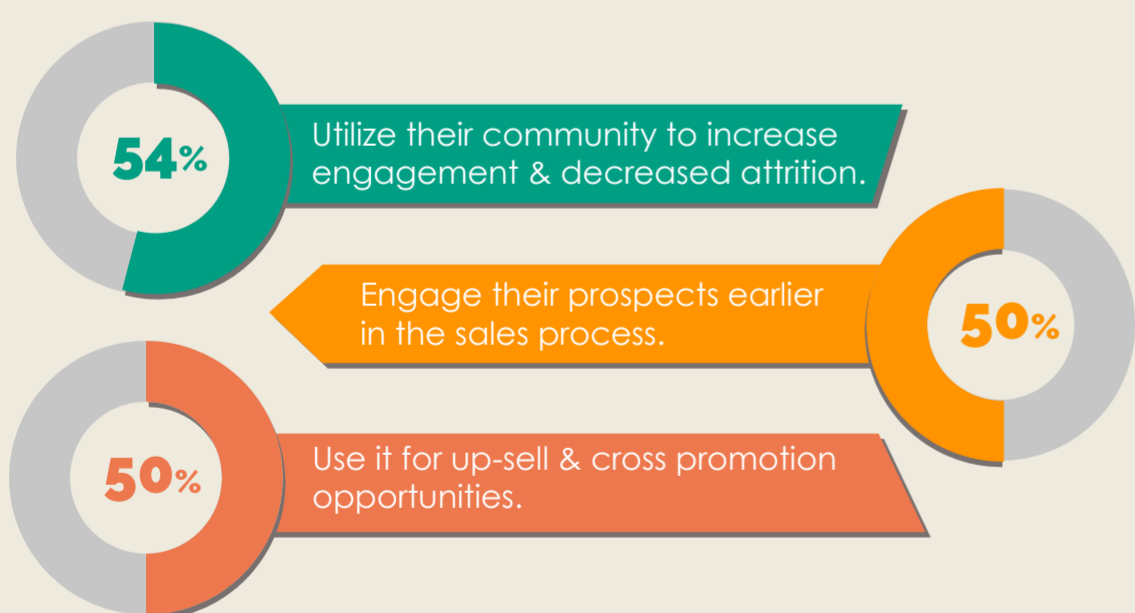 54%
Utilize their community to increase
engagement & decreased attrition.
Engage their prospects earlier
in the sales process.
50%
50%
Use it for up-sell & cross promotion
opportunities.